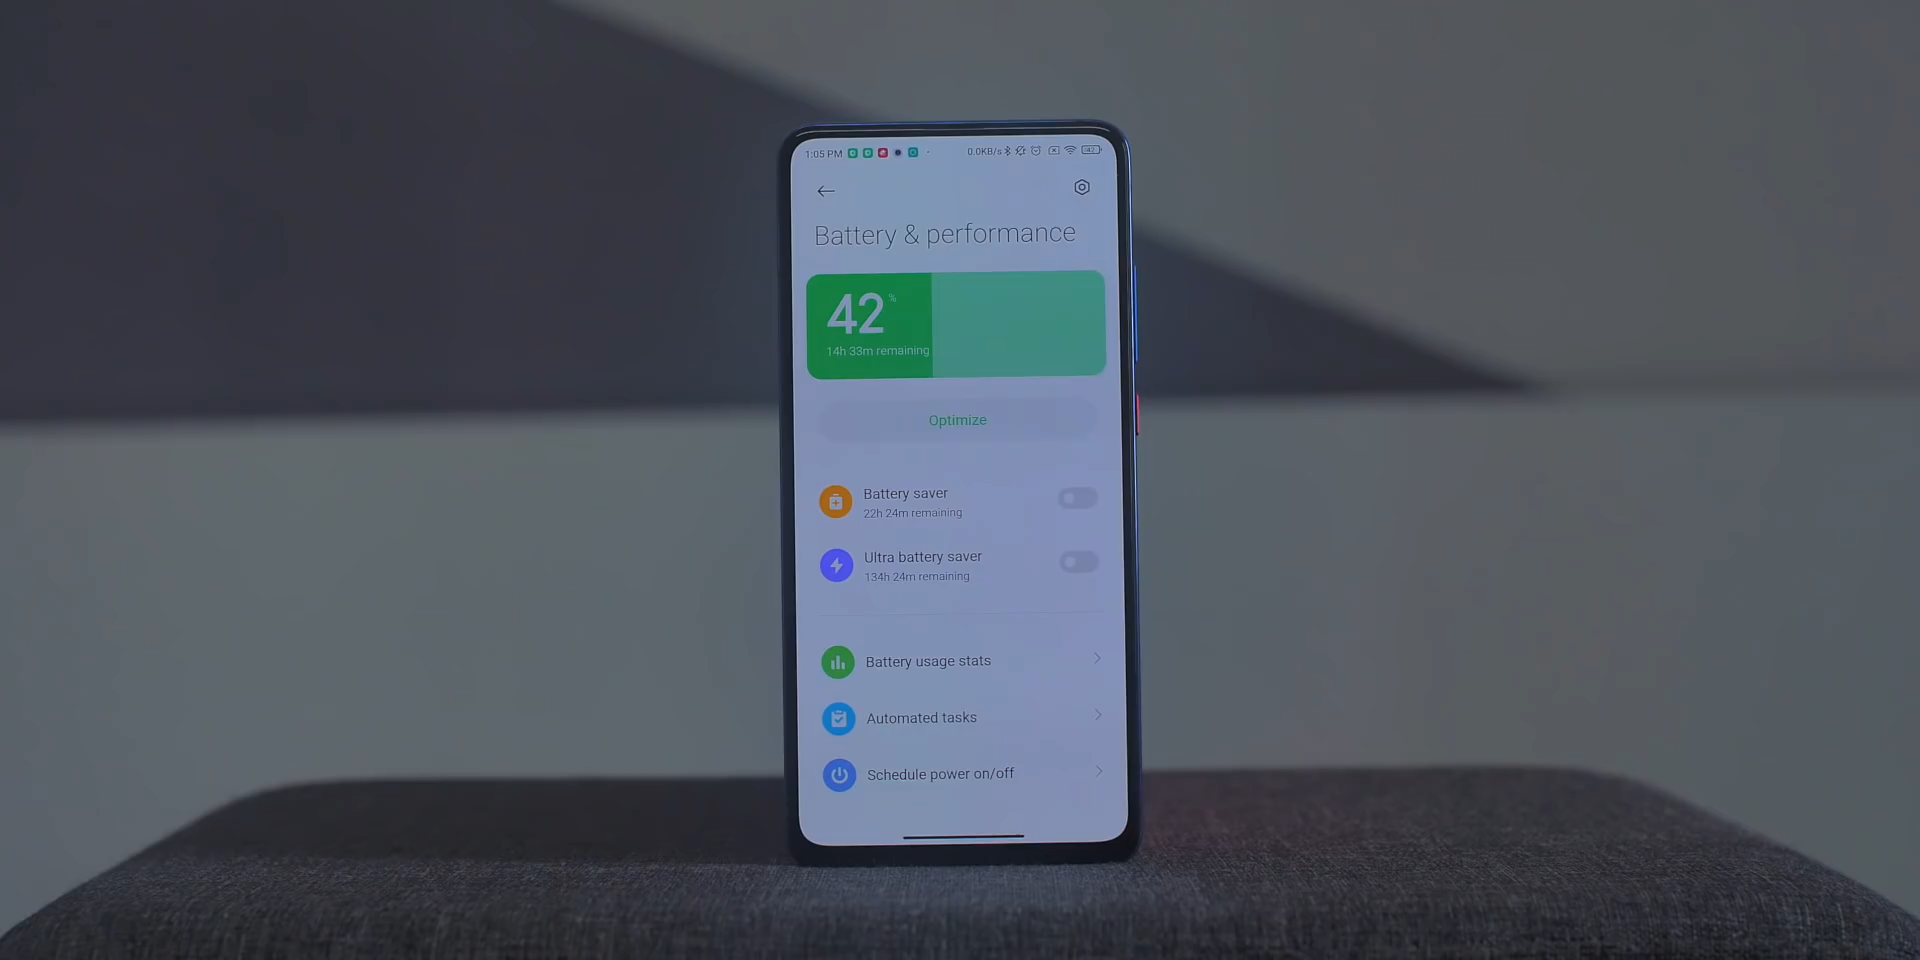 1:05 PM 0.0KB/s 42
Battery & performance
42 %
14h 33m remaining
Optimize
Battery saver
22h 24m remaining
Ultra battery saver
134h 24m remaining
Battery usage stats
Automated tasks
Schedule power on/off